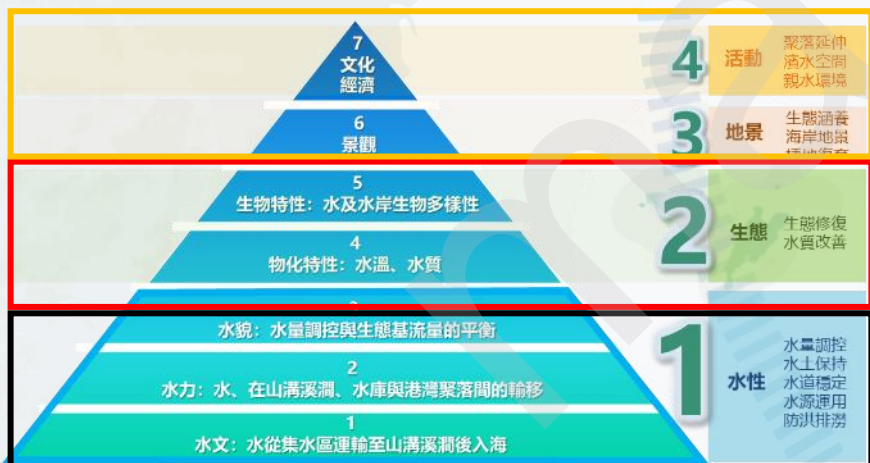 7
文化
經濟
4
活動
聚落延伸
濱水空間
親水環境
6
景觀
3
地景
生態涵養
海岸地景
5
生物特性：水及水岸生物多樣性
4
物化特性：水溫、水質
2
生態
生態修復
水質改善
水貌：水量調控與生態基流量的平衡
2
水力：水、在山溝溪澗、水庫與港灣聚落間的輸移
1
水文：水從集水區運輸至山溝溪澗後入海
1
水性
水量調控
水土保持
水道穩定
水源運用
防洪排澇